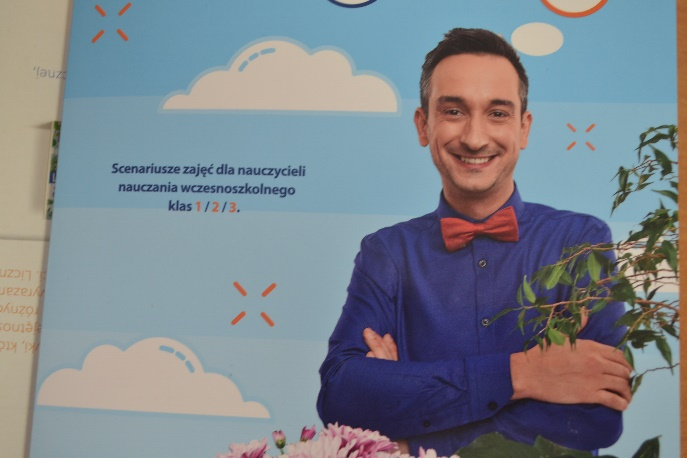 Scenariusze zajęć dla nauczycieli
nauczania wczesnoszkolnego
klas 1 / 2 / 3.